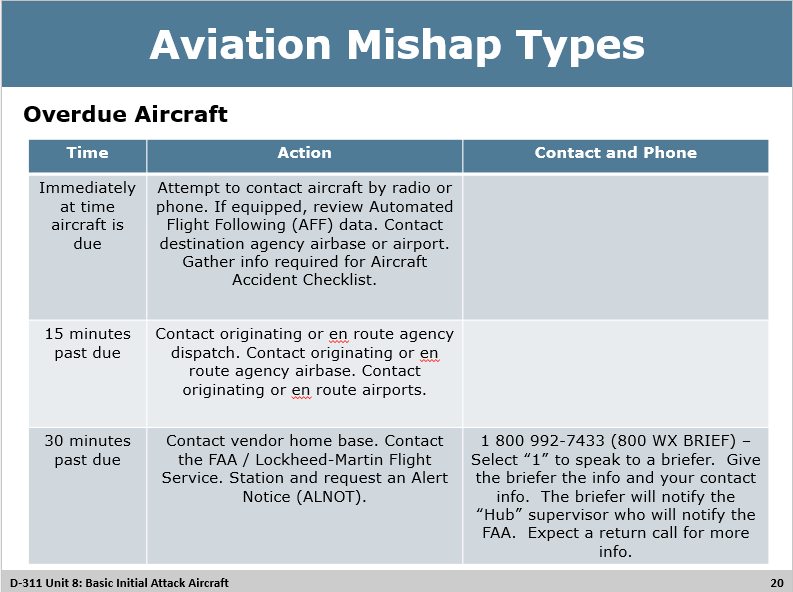 Aviation Mishap Types
Overdue Aircraft
Time
Action
Contact and Phone
Immediately
at time
aircraft is
due
Attempt to contact aircraft by radio or
phone. If equipped, review Automated
Flight Following (AFF) data. Contact
destination agency airbase or airport.
Gather info required for Aircraft
Accident Checklist.
15 minutes
past due
Contact originating or en route agency
dispatch. Contact originating or en
route agency airbase. Contact
originating or en route airports.
30 minutes
past due
Contact vendor home base. Contact
the FAA / Lockheed-Martin Flight
Service. Station and request an Alert
Notice (ALNOT).
1 800 992-7433 (800 WX BRIEF) –
Select “1” to speak to a briefer.  Give
the briefer the info and your contact
info.  The briefer will notify the
“Hub” supervisor who will notify the
FAA.  Expect a return call for more
info.
D-311 Unit 8: Basic Initial Attack Aircraft
20